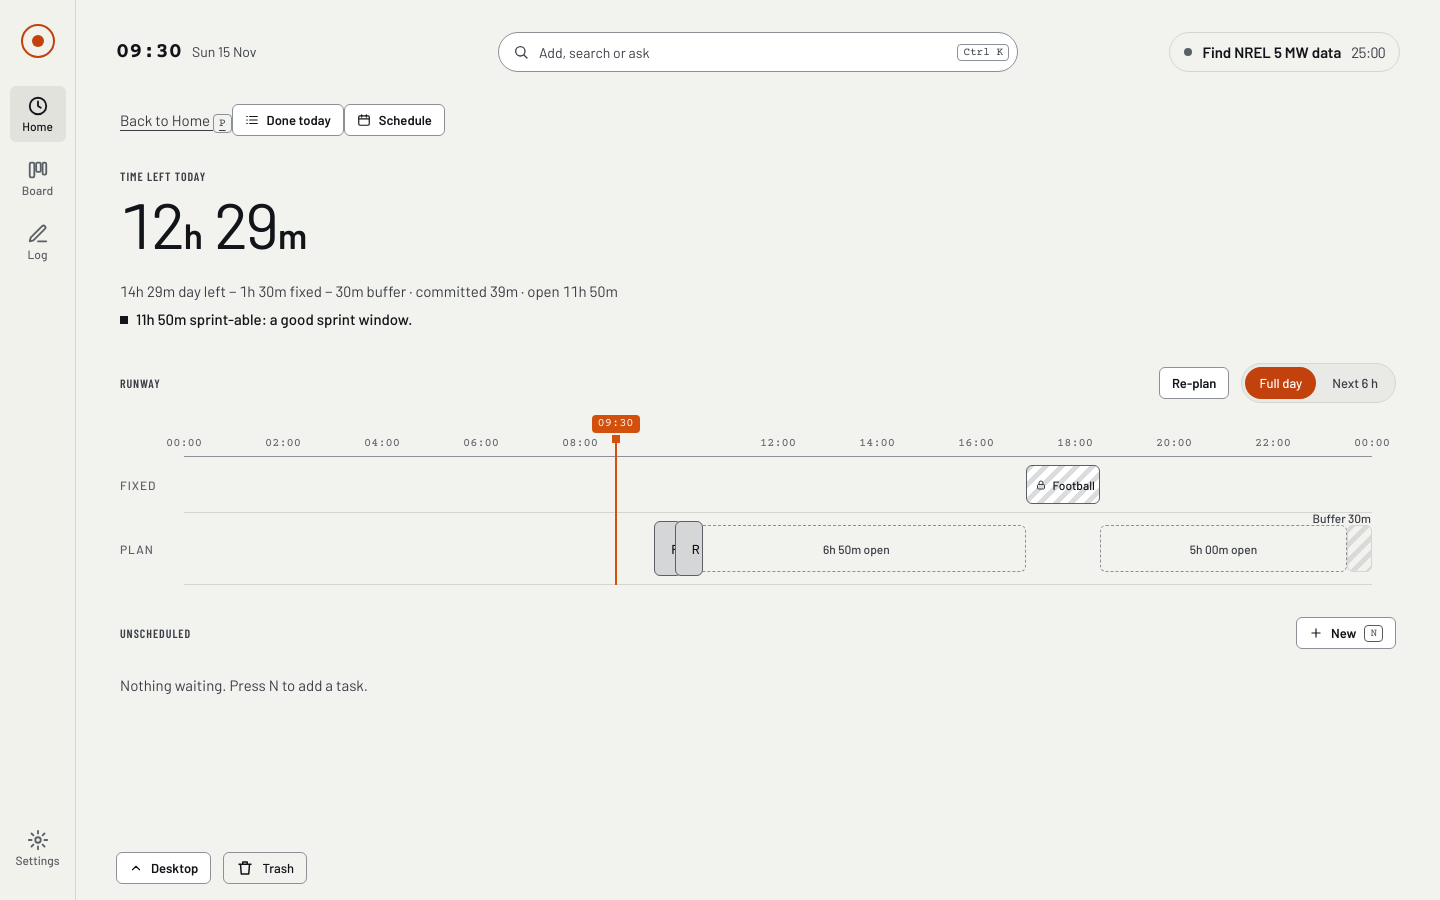 09:30 Sun 15 Nov
Add, search or ask
Ctrl K
Find NREL 5 MW data 25:00
Home
Board
Log
Settings
Back to Home P
Done today
Schedule
TIME LEFT TODAY
12h 29m
14h 29m day left – 1h 30m fixed – 30m buffer · committed 39m · open 11h 50m
11h 50m sprint-able: a good sprint window.
RUNWAY
Re-plan
Full day
Next 6 h
09:30
00:00 02:00 04:00 06:00 08:00 12:00 14:00 16:00 18:00 20:00 22:00 00:00
FIXED
Football
Buffer 30m
PLAN
R
6h 50m open
5h 00m open
UNSCHEDULED
New N
Nothing waiting. Press N to add a task.
Desktop
Trash